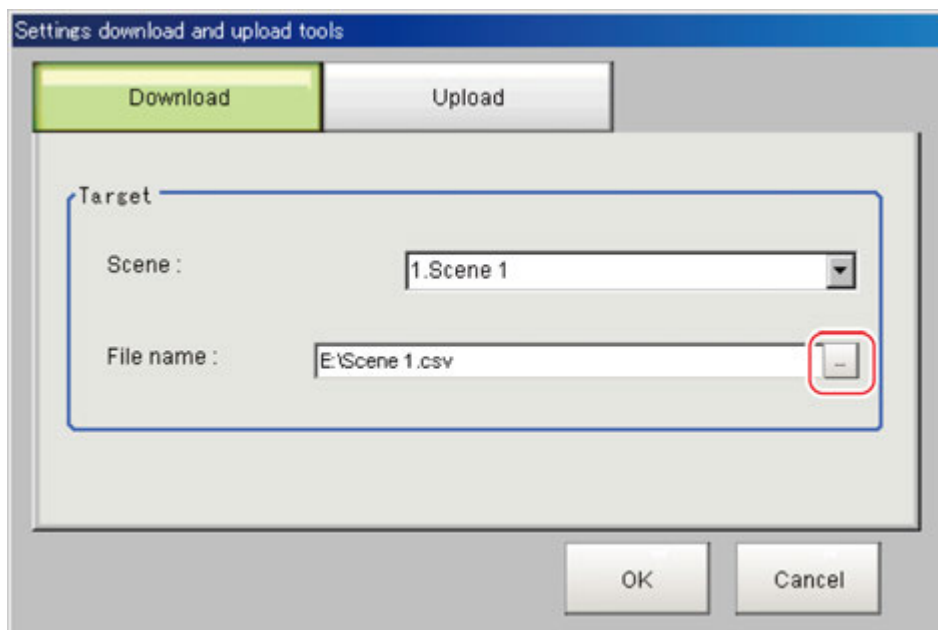 Settings download and upload tools
Download Upload
Target
Scene : 1.Scene 1
File name : E:\Scene 1.csv ...
OK Cancel